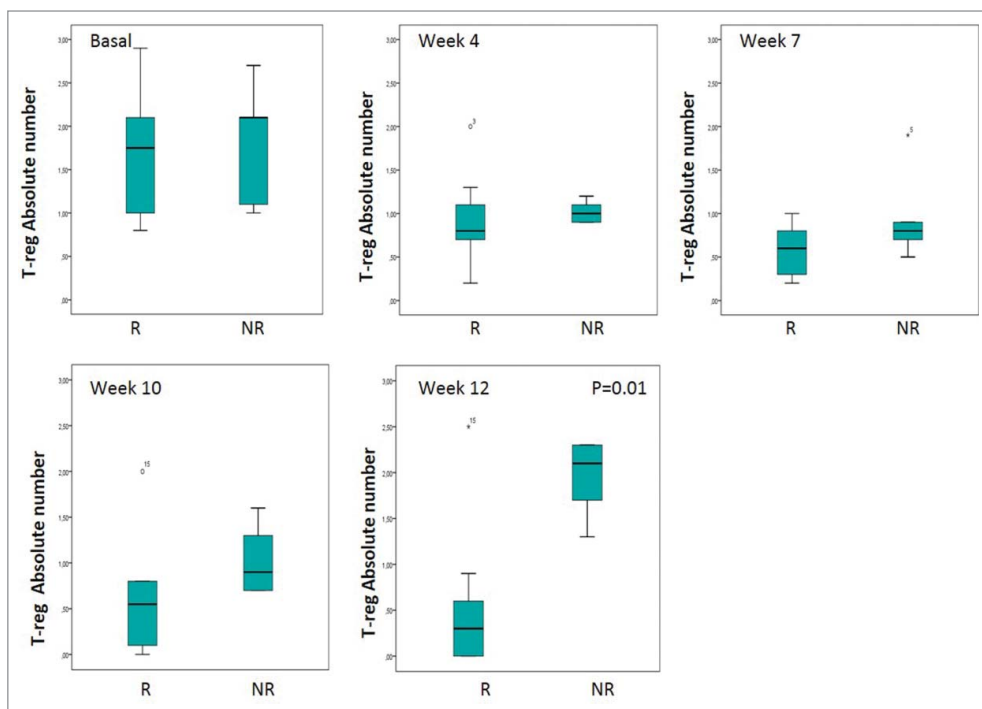 Basal
T-reg Absolute number
3,00
2,50
2,00
1,50
1,00
,50
,00
R NR
Week 4
T-reg Absolute number
3,00
2,50
2,00
1,50
1,00
,50
,00
3
R NR
Week 7
T-reg Absolute number
3,00
2,50
2,00
1,50
1,00
,50
,00
5
R NR
Week 10
T-reg Absolute number
3,00
2,50
2,00
1,50
1,00
,50
,00
15
R NR
Week 12 P=0.01
T-reg Absolute number
3,00
2,50
2,00
1,50
1,00
,50
,00
15
R NR